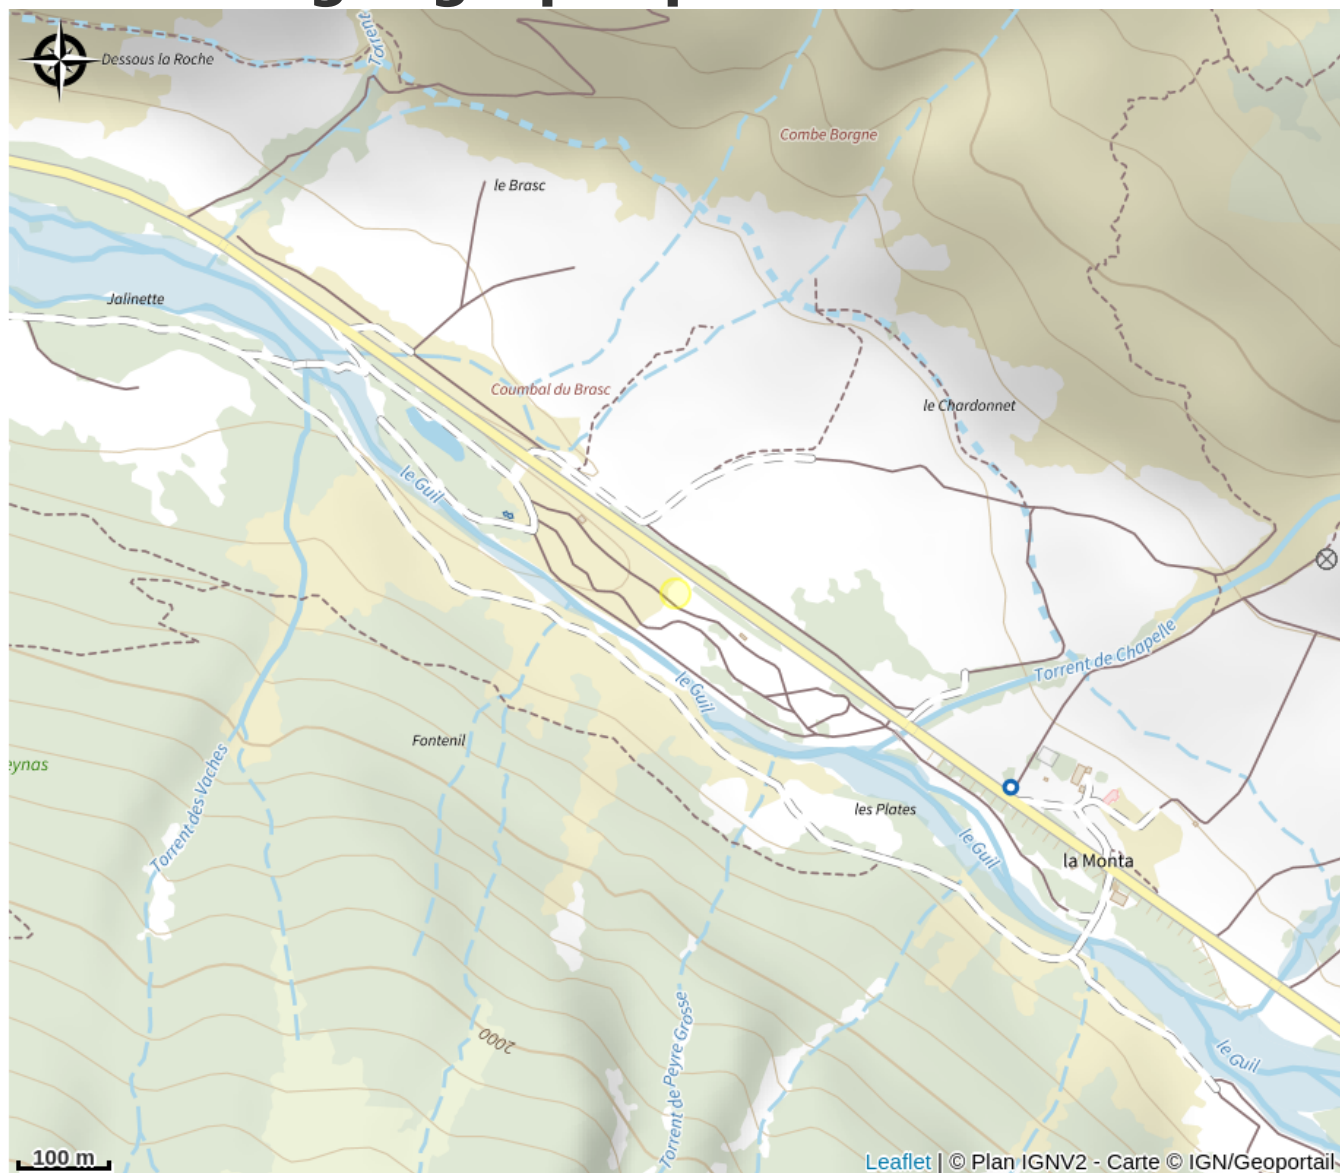 Dessous la Roche
Torrent
Combe Borgne
le Brasc
Jalinette
Coumbal du Brasc
le Chardonnet
le Guil
Torrent de Chapelle
le Guil
Fontenil
eynas
Torrent des Vaches
les Plates
le Guil
la Monta
2000
Torrent de Peyre Grosse
le Guil
100 m
Leaflet | © Plan IGNV2 - Carte © IGN/Geoportail